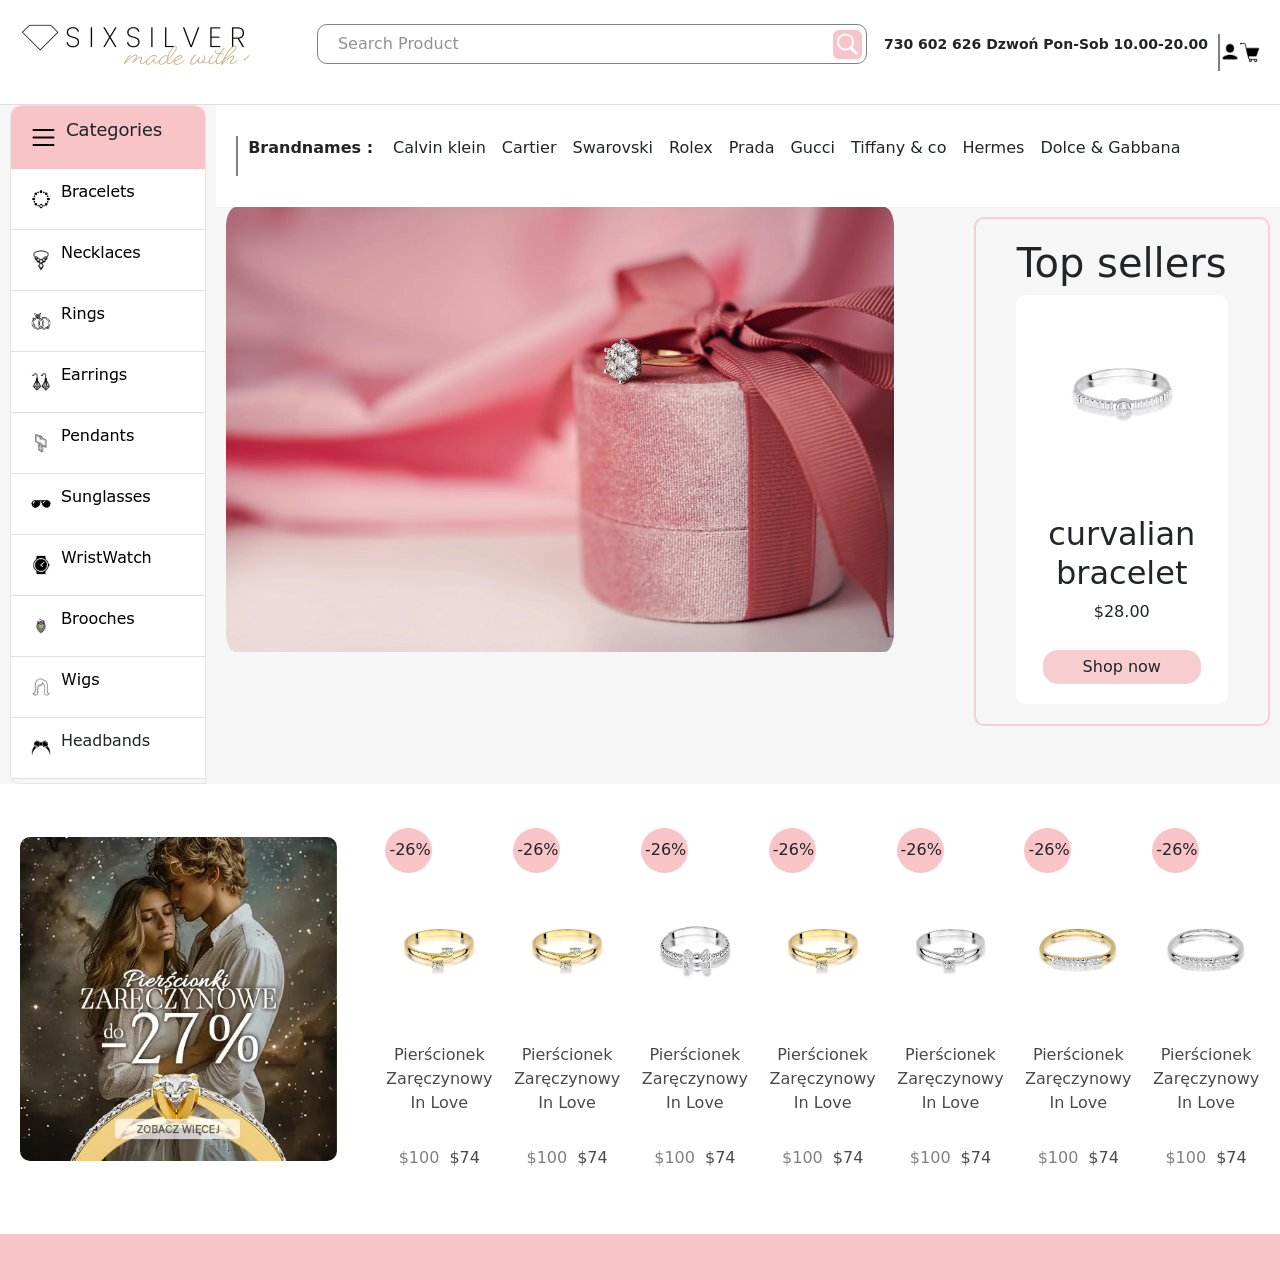 SIXSILVER
made with
Search Product
730 602 626 Dzwoń Pon-Sob 10.00-20.00
Categories
Brandnames : Calvin klein Cartier Swarovski Rolex Prada Gucci Tiffany & co Hermes Dolce & Gabbana
Bracelets
Necklaces
Rings
Earrings
Pendants
Sunglasses
WristWatch
Brooches
Wigs
Headbands
Top sellers
curvalian
bracelet
$28.00
Shop now
Pierścionki
ZARĘCZYNOWE
do
-27%
ZOBACZ WIĘCEJ
-26% -26% -26% -26% -26% -26% -26%
Pierścionek Pierścionek Pierścionek Pierścionek Pierścionek Pierścionek Pierścionek
Zaręczynowy Zaręczynowy Zaręczynowy Zaręczynowy Zaręczynowy Zaręczynowy Zaręczynowy
In Love In Love In Love In Love In Love In Love In Love
$100 $74 $100 $74 $100 $74 $100 $74 $100 $74 $100 $74 $100 $74